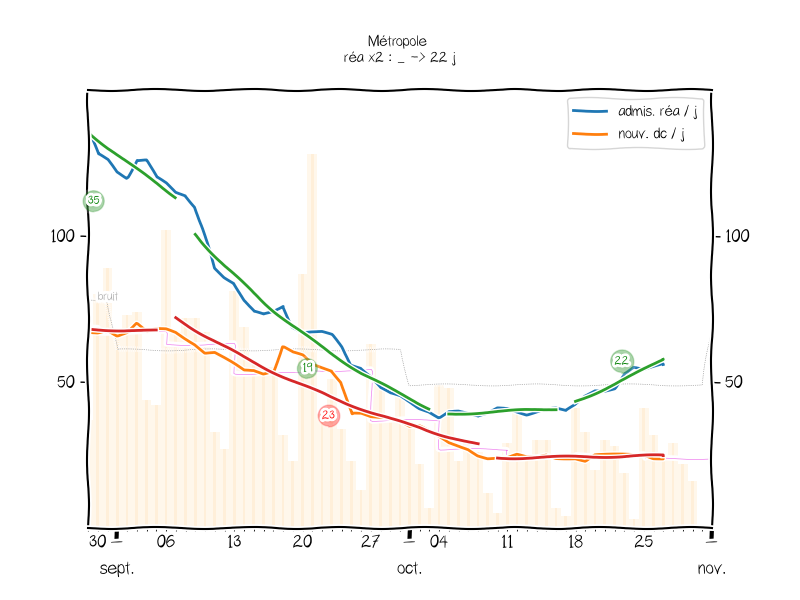 Métropole
réa x2 : _ -> 22 j
admis. réa / j
nouv. dc / j
35
100
100
_bruit
22
50
50
19
23
30
06
13
20
27
04
11
18
25
sept.
oct.
nov.